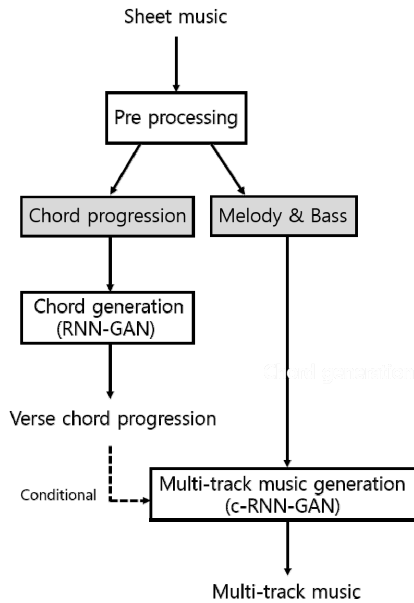 Sheet music
Pre processing
Chord progression
Melody & Bass
Chord generation
(RNN-GAN)
Verse chord progression
Conditional
Multi-track music generation
(c-RNN-GAN)
Multi-track music